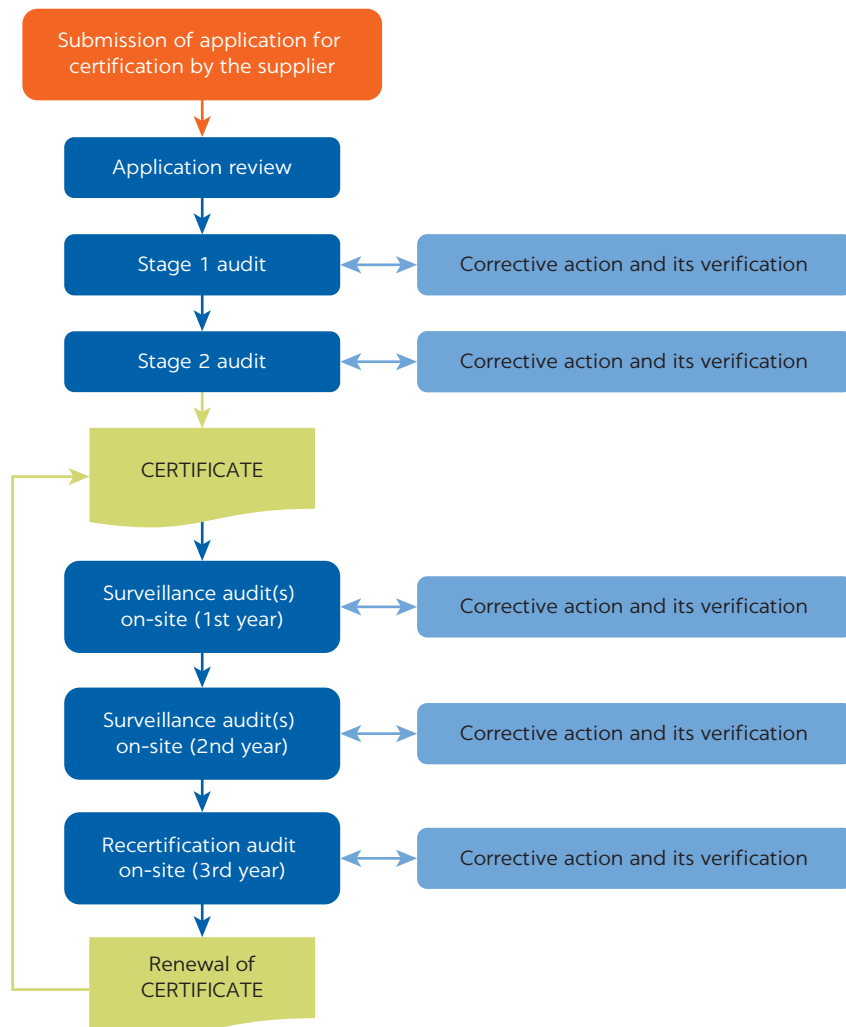 Submission of application for
certification by the supplier
Application review
Stage 1 audit
Corrective action and its verification
Stage 2 audit
Corrective action and its verification
CERTIFICATE
Surveillance audit(s)
on-site (1st year)
Corrective action and its verification
Surveillance audit(s)
on-site (2nd year)
Corrective action and its verification
Recertification audit
on-site (3rd year)
Corrective action and its verification
Renewal of
CERTIFICATE